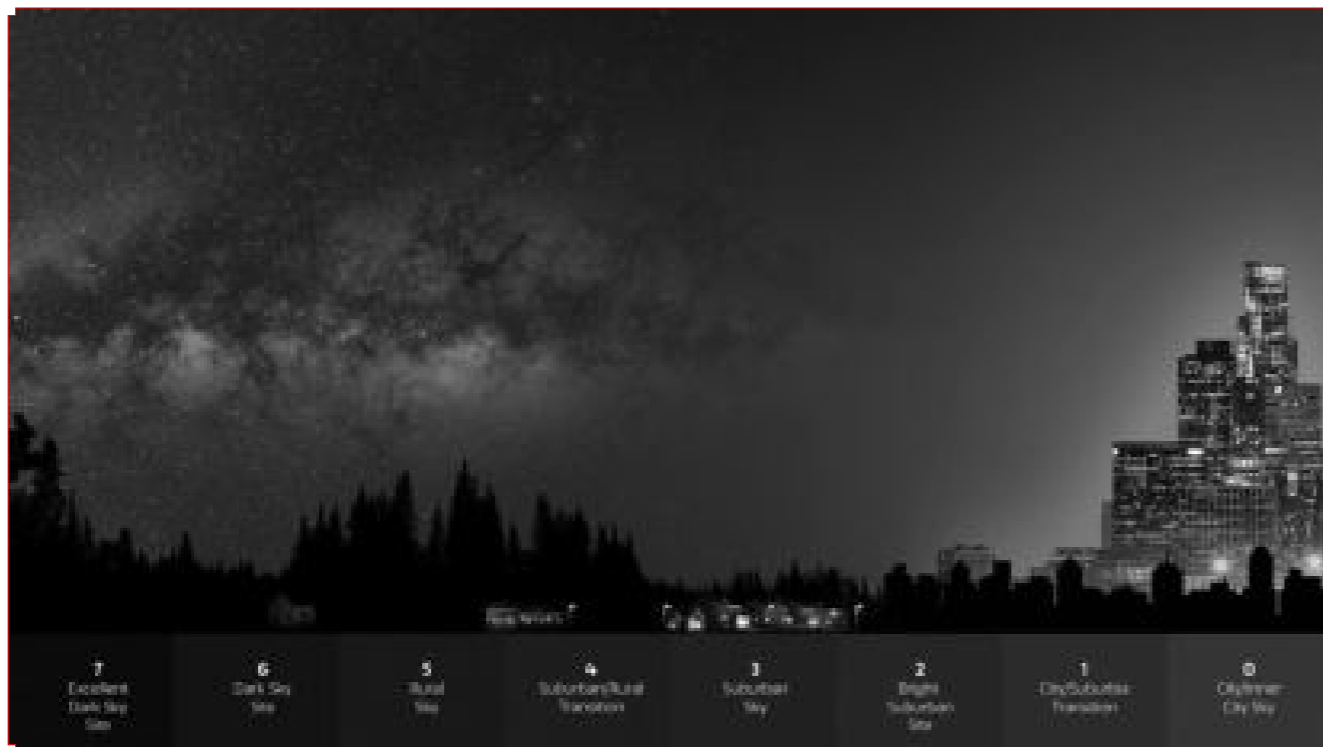 7
Excellent
Dark Sky
Site
6
Dark Sky
Site
5
Rural
Sky
4
Suburban/Rural
Transition
3
Suburban
Sky
2
Bright
Suburban
Site
1
City/Suburban
Transition
0
City/Inner
City Sky